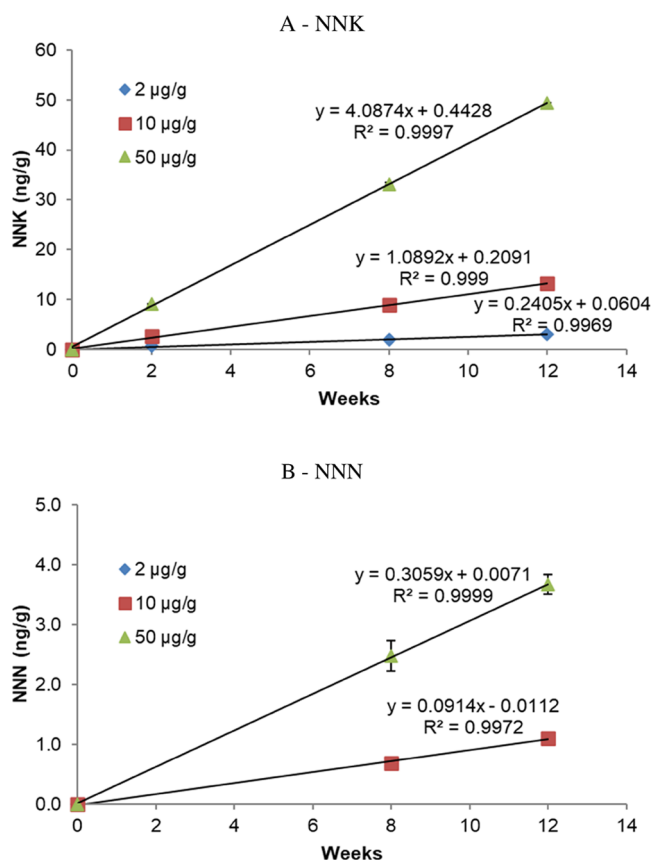 A - NNK
60
50
40
30
20
10
0
NNK (ng/g)
2 µg/g
10 µg/g
50 µg/g
y = 4.0874x + 0.4428
R² = 0.9997
y = 1.0892x + 0.2091
R² = 0.999
y = 0.2405x + 0.0604
R² = 0.9969
0 2 4 6 8 10 12 14
Weeks
B - NNN
5.0
4.0
3.0
2.0
1.0
0.0
NNN (ng/g)
2 µg/g
10 µg/g
50 µg/g
y = 0.3059x + 0.0071
R² = 0.9999
y = 0.0914x - 0.0112
R² = 0.9972
0 2 4 6 8 10 12 14
Weeks